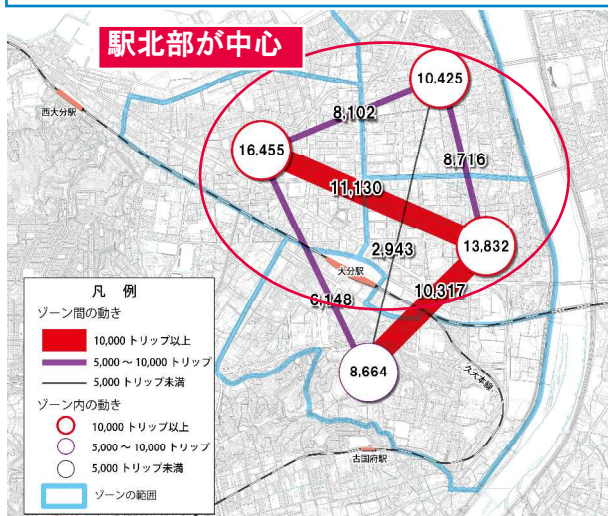 駅北部が中心
10,425
西大分駅
8,102
16,455
8,716
11,130
13,832
2,943
大分駅
10,317
6,148
8,664
久大本線
古国府駅
凡 例
ゾーン間の動き
10,000 トリップ以上
5,000 ～ 10,000 トリップ
5,000 トリップ未満
ゾーン内の動き
10,000 トリップ以上
5,000 ～ 10,000 トリップ
5,000 トリップ未満
ゾーンの範囲